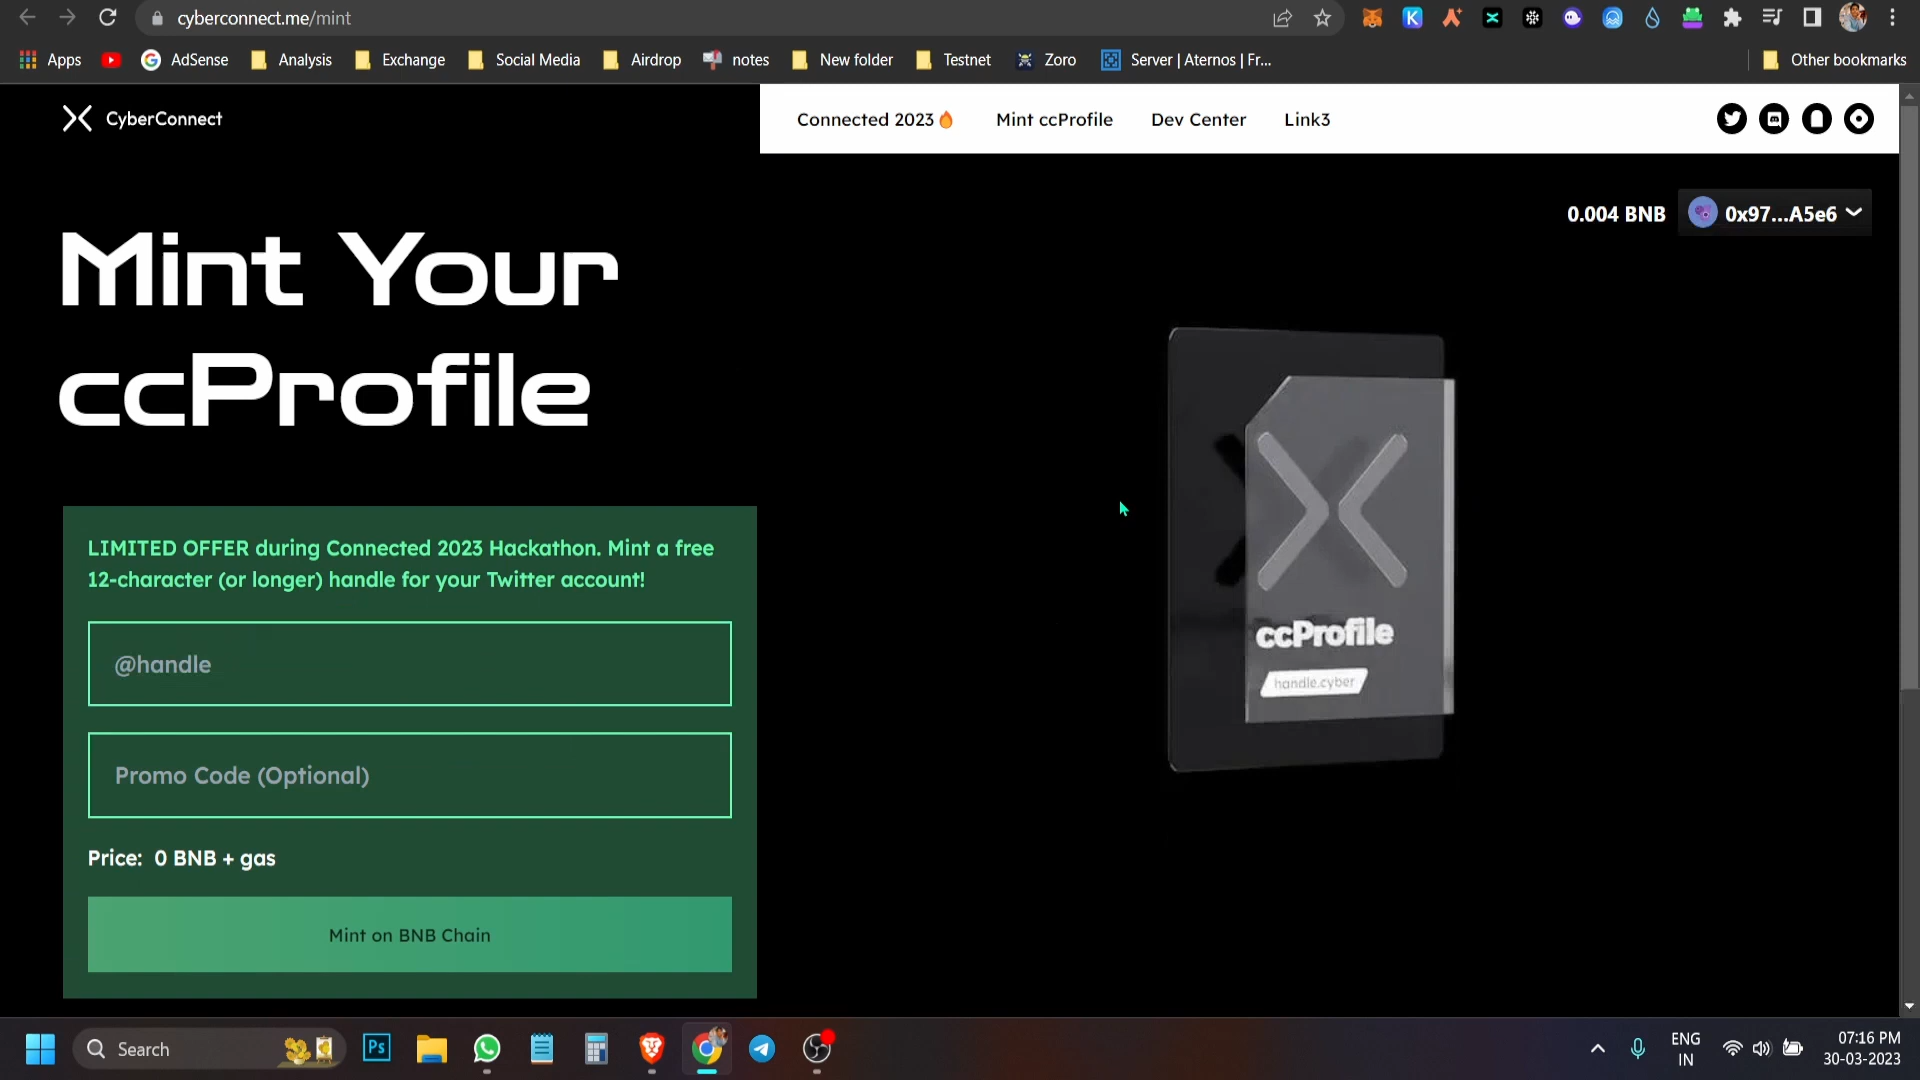 cyberconnect.me/mint
Apps
AdSense
Analysis
Exchange
Social Media
Airdrop
notes
New folder
Testnet
Zoro
Server | Aternos | Fr...
Other bookmarks
CyberConnect
Connected 2023🔥
Mint ccProfile
Dev Center
Link3
0.004 BNB
0x97...A5e6
Mint Your
ccProfile
LIMITED OFFER during Connected 2023 Hackathon. Mint a free
12-character (or longer) handle for your Twitter account!
@handle
Promo Code (Optional)
Price: 0 BNB + gas
Mint on BNB Chain
ccProfile
handle.cyber
Search
Ps
ENG
IN
07:16 PM
30-03-2023